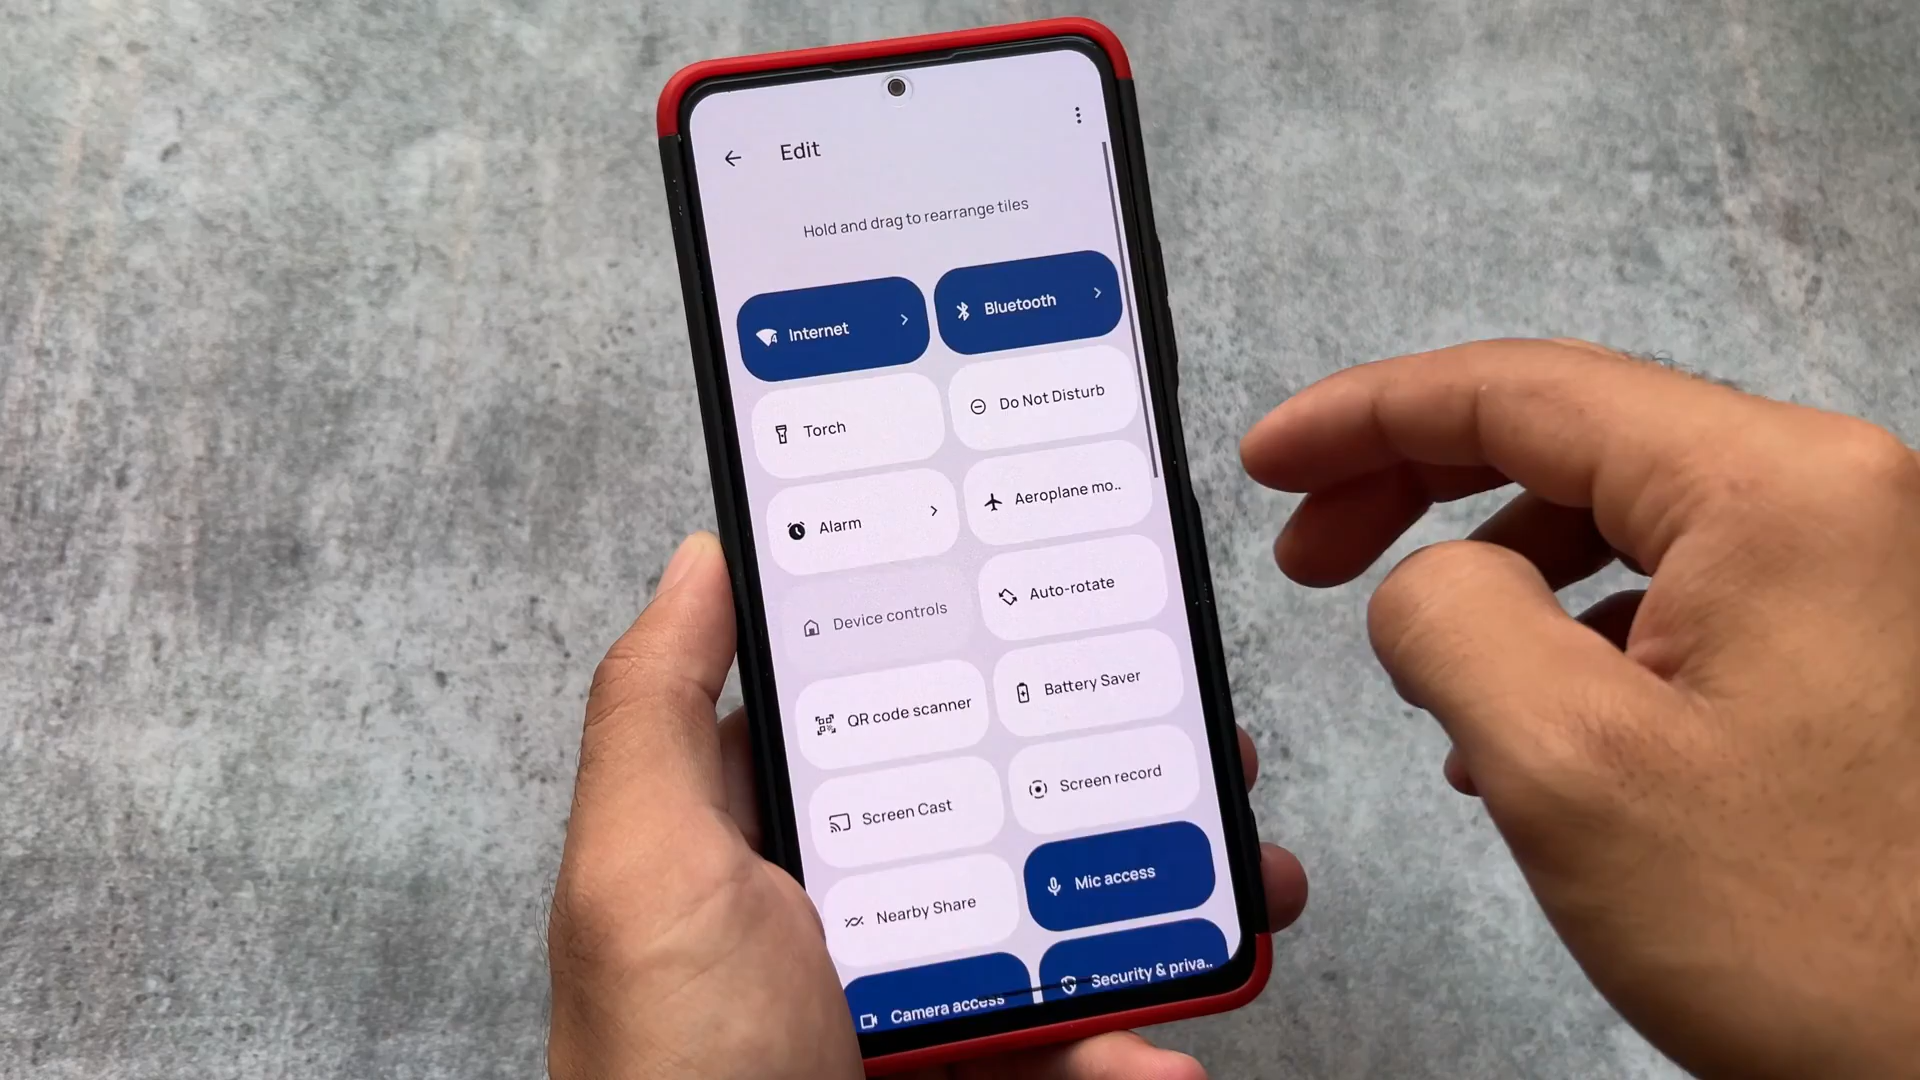 Edit
Hold and drag to rearrange tiles
Internet
Bluetooth
Torch
Do Not Disturb
Alarm
Aeroplane mo..
Device controls
Auto-rotate
QR code scanner
Battery Saver
Screen Cast
Screen record
Nearby Share
Mic access
Camera access
Security & priva..